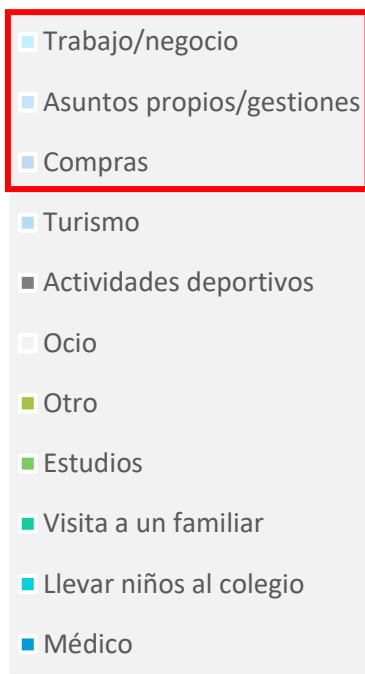 Trabajo/negocio
Asuntos propios/gestiones
Compras
Turismo
Actividades deportivos
Ocio
Otro
Estudios
Visita a un familiar
Llevar niños al colegio
Médico